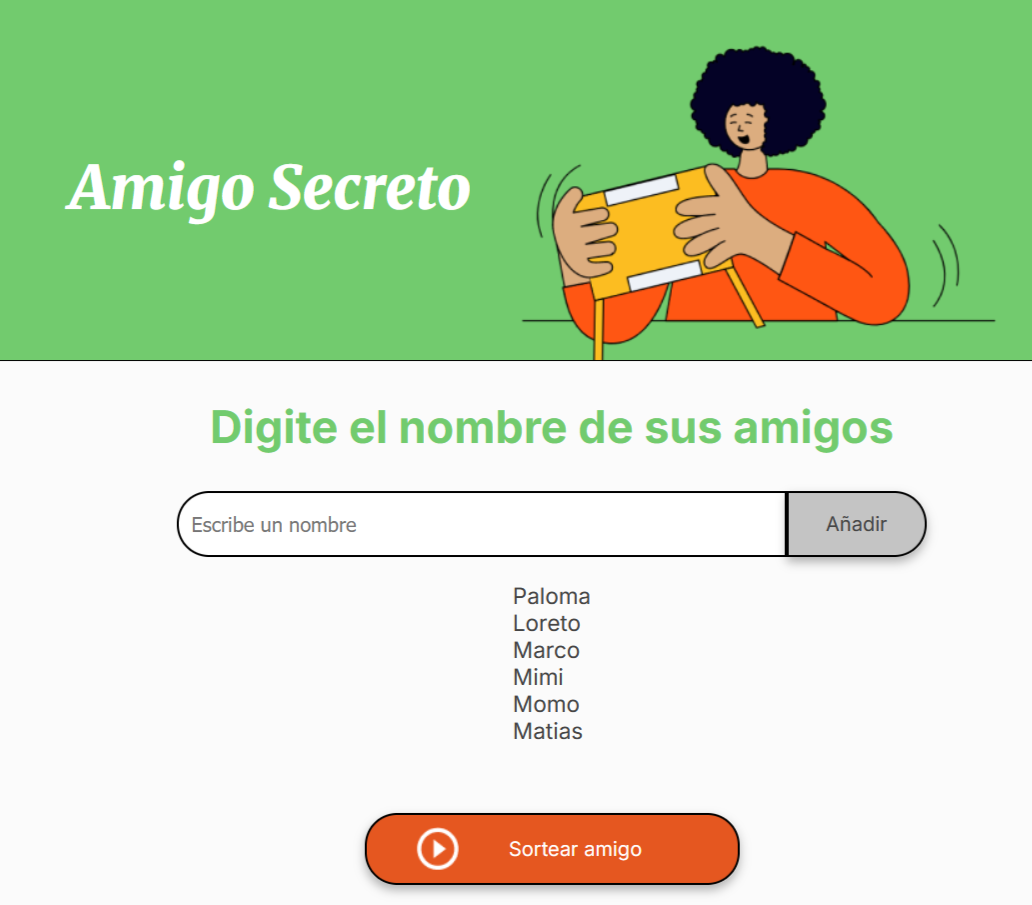 Amigo Secreto
Digite el nombre de sus amigos
Escribe un nombre
Añadir
Paloma
Loreto
Marco
Mimi
Momo
Matias
Sortear amigo